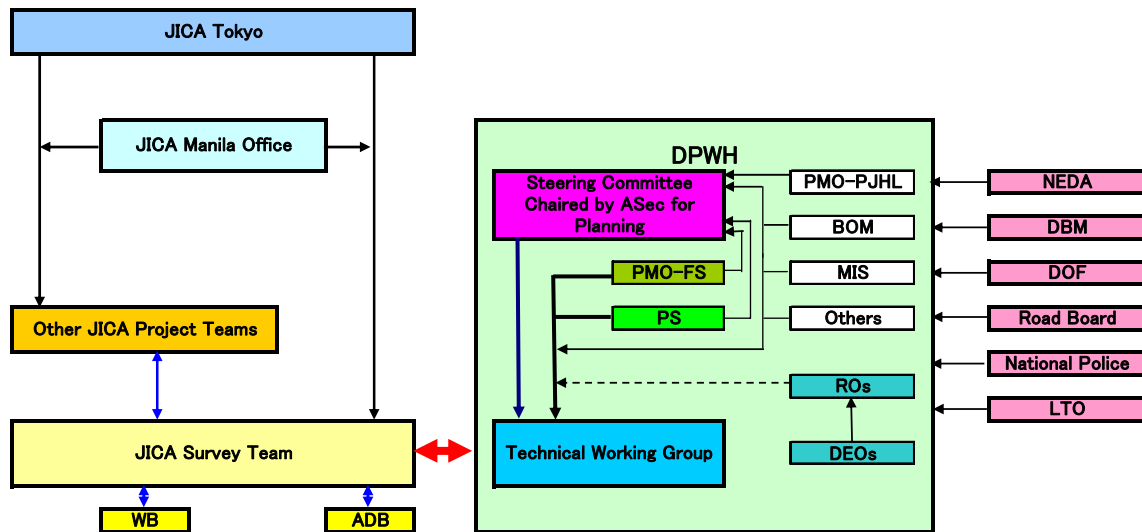 JICA Tokyo
JICA Manila Office
Other JICA Project Teams
JICA Survey Team
WB
ADB
DPWH
Steering Committee
Chaired by ASec for
Planning
PMO-FS
PS
Technical Working Group
PMO-PJHL
BOM
MIS
Others
ROs
DEOs
NEDA
DBM
DOF
Road Board
National Police
LTO